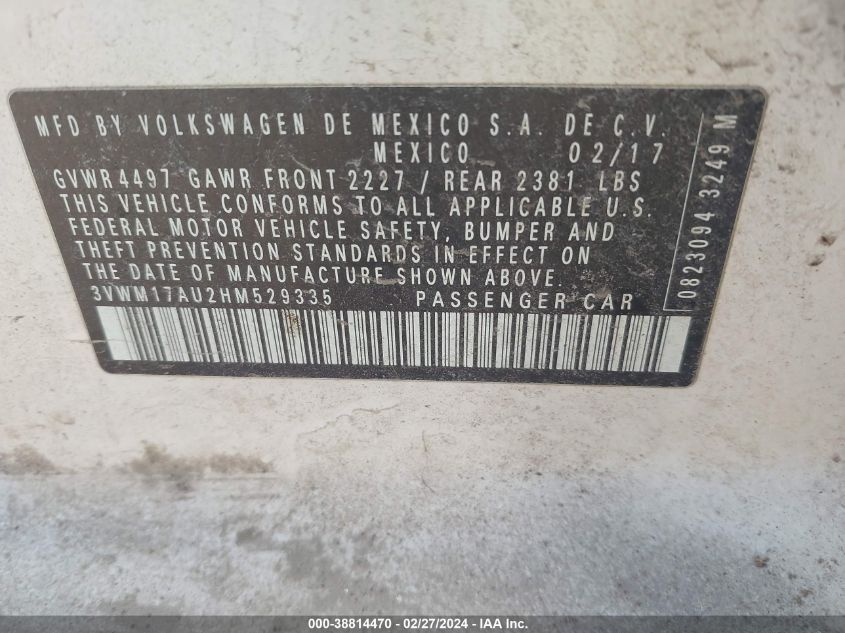 MFD BY VOLKSWAGEN DE MEXICO S.A. DE C.V.
MEXICO 02/17
GVWR4497 GAWR FRONT 2227 / REAR 2381 LBS
THIS VEHICLE CONFORMS TO ALL APPLICABLE U.S.
FEDERAL MOTOR VEHICLE SAFETY, BUMPER AND
THEFT PREVENTION STANDARDS IN EFFECT ON
THE DATE OF MANUFACTURE SHOWN ABOVE.
3VWM17AU2HM529335 PASSENGER CAR
0823094 3249 M
000-38814470 - 02/27/2024 - IAA Inc.